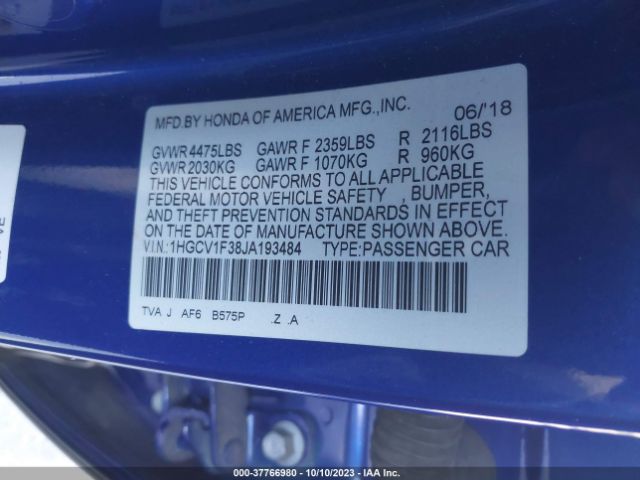 MFD.BY HONDA OF AMERICA MFG.,INC. 06/'18
GVWR 4475LBS GAWR F 2359LBS R 2116LBS
GVWR 2030KG GAWR F 1070KG R 960KG
THIS VEHICLE CONFORMS TO ALL APPLICABLE
FEDERAL MOTOR VEHICLE SAFETY , BUMPER,
AND THEFT PREVENTION STANDARDS IN EFFECT
ON THE DATE OF MANUFACTURE SHOWN ABOVE.
V.I.N.:1HGCV1F38JA193484 TYPE:PASSENGER CAR
TVA J AF6 B575P .Z .A
VE
000-37766980 - 10/10/2023 - IAA Inc.